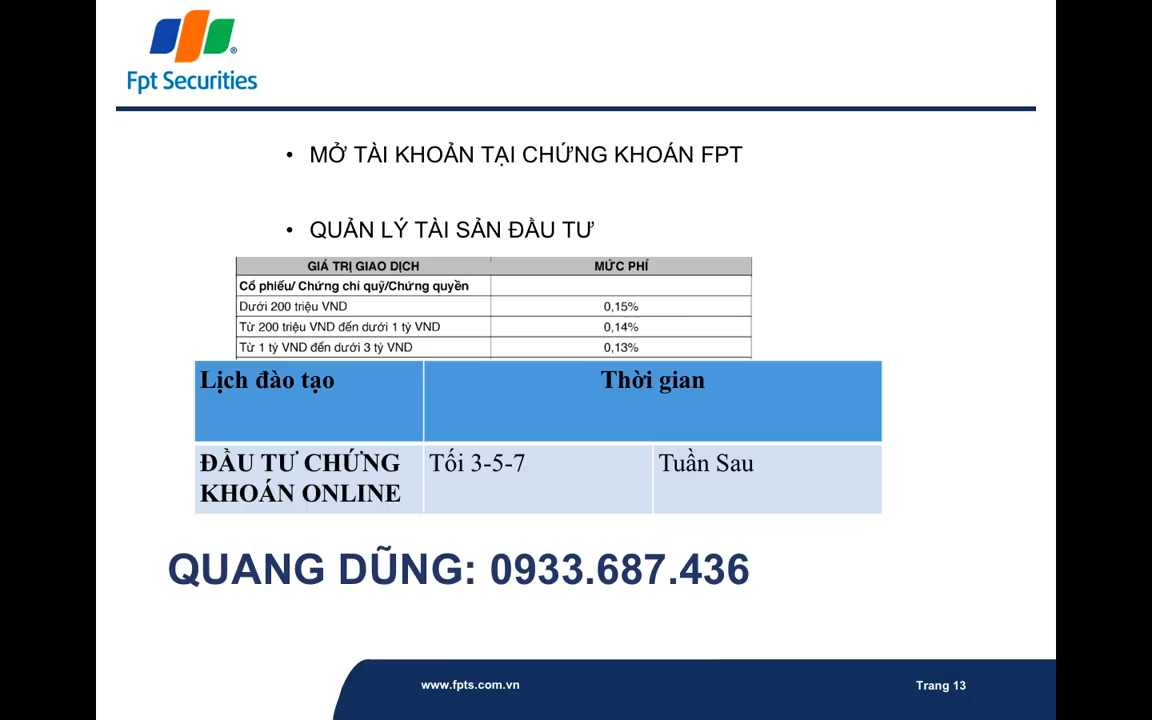 Fpt Securities
®
• MỞ TÀI KHOẢN TẠI CHỨNG KHOÁN FPT
• QUẢN LÝ TÀI SẢN ĐẦU TƯ
GIÁ TRỊ GIAO DỊCH MỨC PHÍ
Cổ phiếu/ Chứng chỉ quỹ/Chứng quyền
Dưới 200 triệu VND 0,15%
Từ 200 triệu VND đến dưới 1 tỷ VND 0,14%
Từ 1 tỷ VND đến dưới 3 tỷ VND 0,13%
Lịch đào tạo Thời gian
ĐẦU TƯ CHỨNG Tối 3-5-7 Tuần Sau
KHOÁN ONLINE
QUANG DŨNG: 0933.687.436
www.fpts.com.vn Trang 13